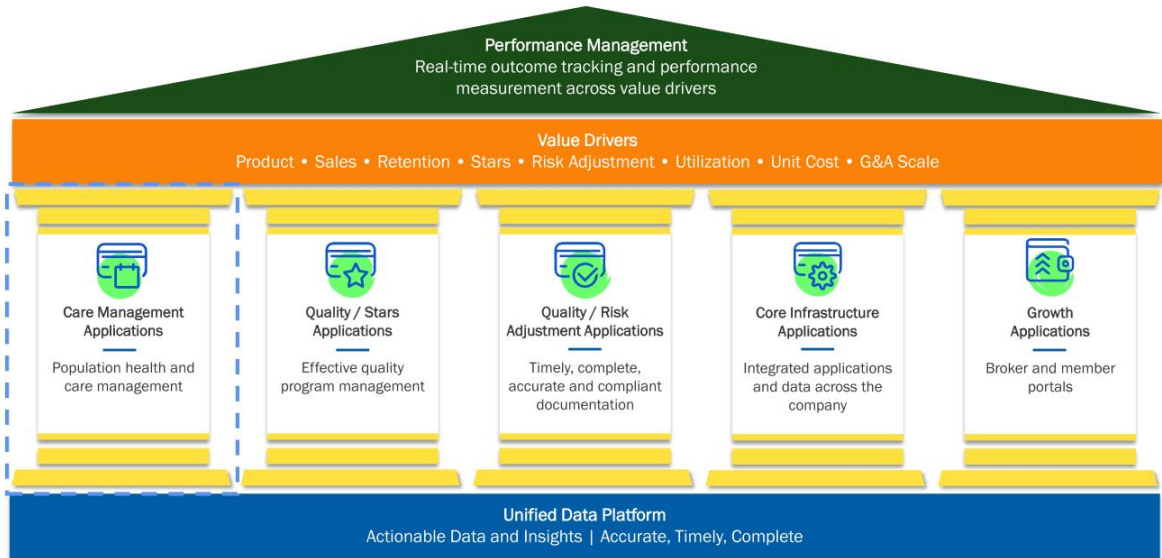 Performance Management
Real-time outcome tracking and performance
measurement across value drivers
Value Drivers
Product • Sales • Retention • Stars • Risk Adjustment • Utilization • Unit Cost • G&A Scale
Care Management
Applications
Population health and
care management
Quality / Stars
Applications
Effective quality
program management
Quality / Risk
Adjustment Applications
Timely, complete,
accurate and compliant
documentation
Core Infrastructure
Applications
Integrated applications
and data across the
company
Growth
Applications
Broker and member
portals
Unified Data Platform
Actionable Data and Insights | Accurate, Timely, Complete